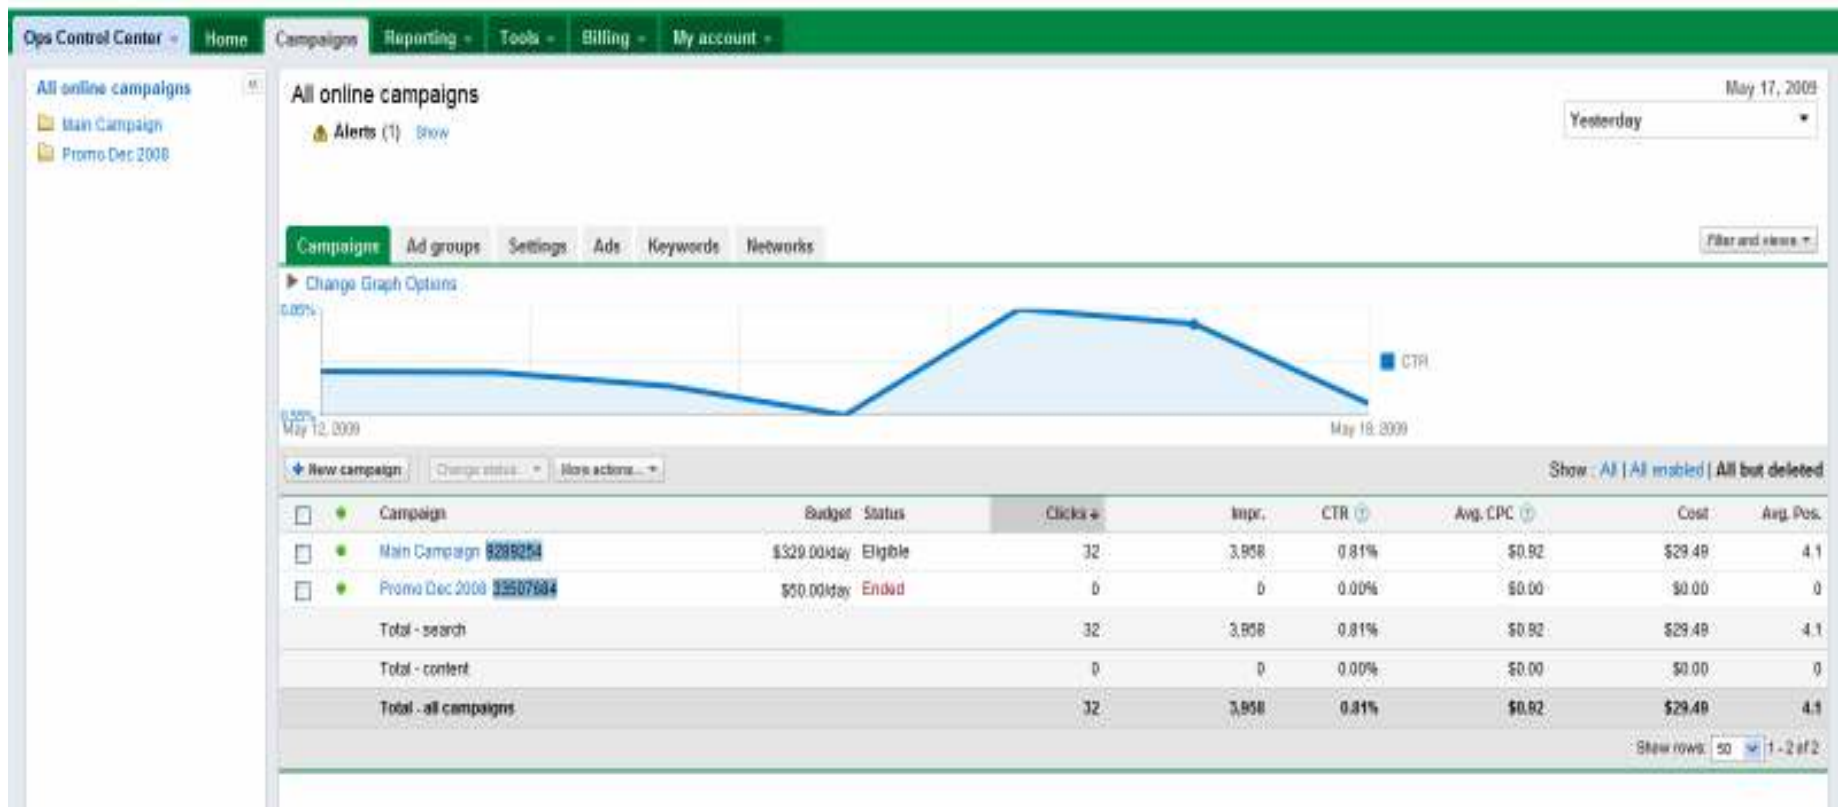 Ops Control Center Home Campaigns Reporting Tools Billing My account
All online campaigns
Main Campaign
Promo Dec 2008
All online campaigns
Alerts (1) Show
May 17, 2009
Yesterday
Campaigns Ad groups Settings Ads Keywords Networks
Filter and views
Change Graph Options
0.85%
0.55%
CTR
May 12, 2009 May 18, 2009
New campaign Change status... More actions...
Show : All | All enabled | All but deleted
Campaign Budget Status Clicks Impr. CTR Avg. CPC Cost Avg. Pos.
Main Campaign 9289254 $329.00/day Eligible 32 3,958 0.81% $0.92 $29.49 4.1
Promo Dec 2008 33507684 $50.00/day Ended 0 0 0.00% $0.00 $0.00 0
Total - search 32 3,958 0.81% $0.92 $29.49 4.1
Total - content 0 0 0.00% $0.00 $0.00 0
Total - all campaigns 32 3,958 0.81% $0.92 $29.49 4.1
Show rows: 50 1 - 2 of 2